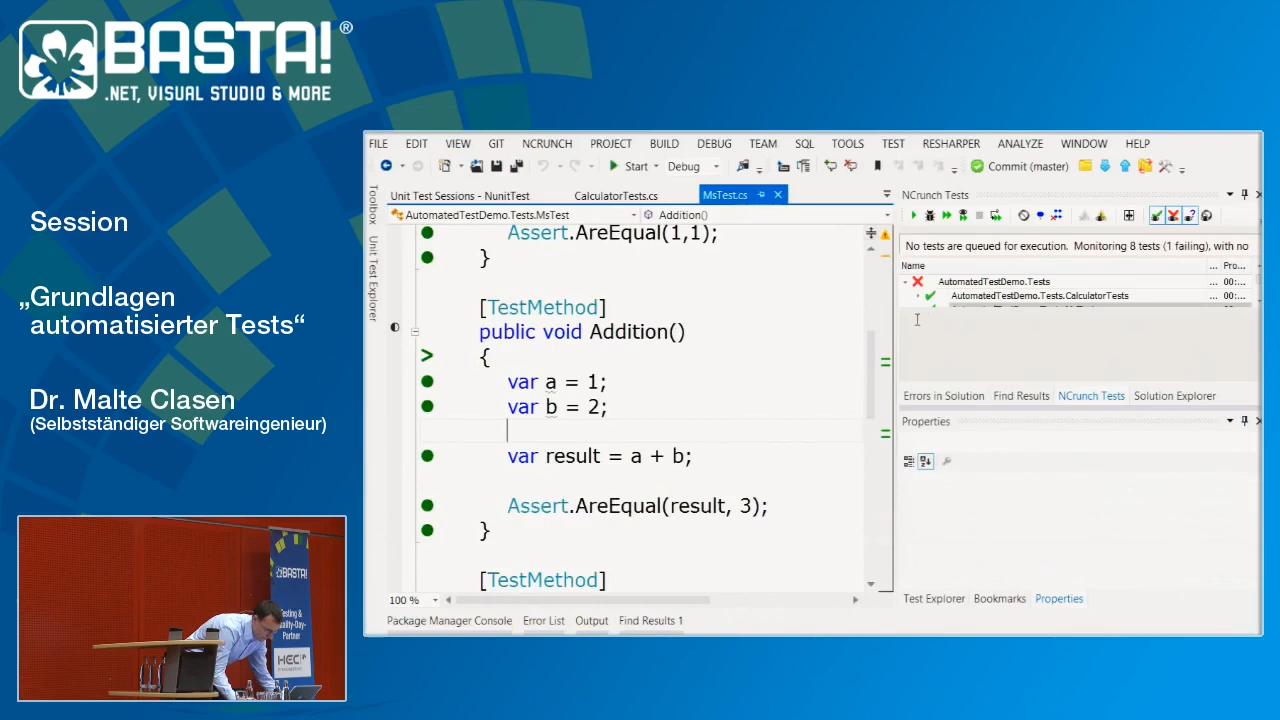 BASTA!®
.NET, VISUAL STUDIO & MORE
Session
„Grundlagen
automatisierter Tests“
Dr. Malte Clasen
(Selbstständiger Softwareingenieur)
FILE EDIT VIEW GIT NCRUNCH PROJECT BUILD DEBUG TEAM SQL TOOLS TEST RESHARPER ANALYZE WINDOW HELP
Start Debug Commit (master)
Toolbox
Unit Test Explorer
Unit Test Sessions - NunitTest CalculatorTests.cs MsTest.cs
AutomatedTestDemo.Tests.MsTest Addition()
Assert.AreEqual(1,1);
}
[TestMethod]
public void Addition()
{
var a = 1;
var b = 2;
var result = a + b;
Assert.AreEqual(result, 3);
}
[TestMethod]
100 %
Package Manager Console Error List Output Find Results 1
NCrunch Tests
No tests are queued for execution. Monitoring 8 tests (1 failing), with no
Name ... Pro...
AutomatedTestDemo.Tests ... 00:...
AutomatedTestDemo.Tests.CalculatorTests ... 00:...
Errors in Solution Find Results NCrunch Tests Solution Explorer
Properties
Test Explorer Bookmarks Properties
BASTA!
Testing &
Partner
HEC